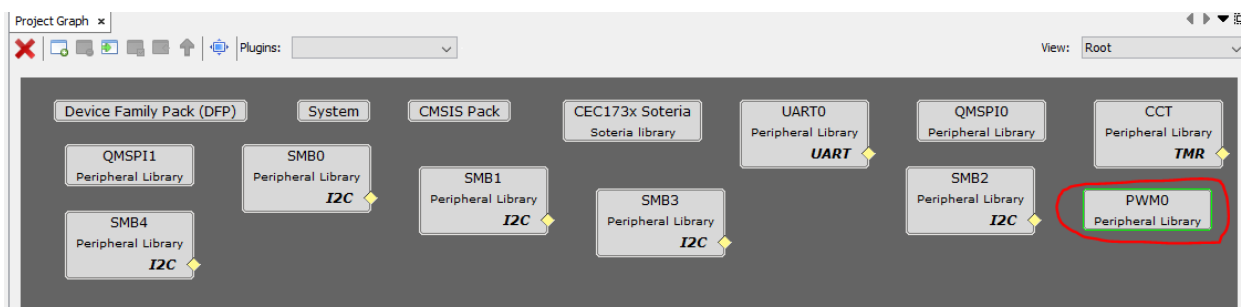 Project Graph
Plugins:
View: Root
Device Family Pack (DFP)
System
CMSIS Pack
CEC173x Soteria
Soteria library
UART0
Peripheral Library
UART
QMSPI0
Peripheral Library
CCT
Peripheral Library
TMR
QMSPI1
Peripheral Library
SMB0
Peripheral Library
I2C
SMB1
Peripheral Library
I2C
SMB3
Peripheral Library
I2C
SMB2
Peripheral Library
I2C
PWM0
Peripheral Library
SMB4
Peripheral Library
I2C